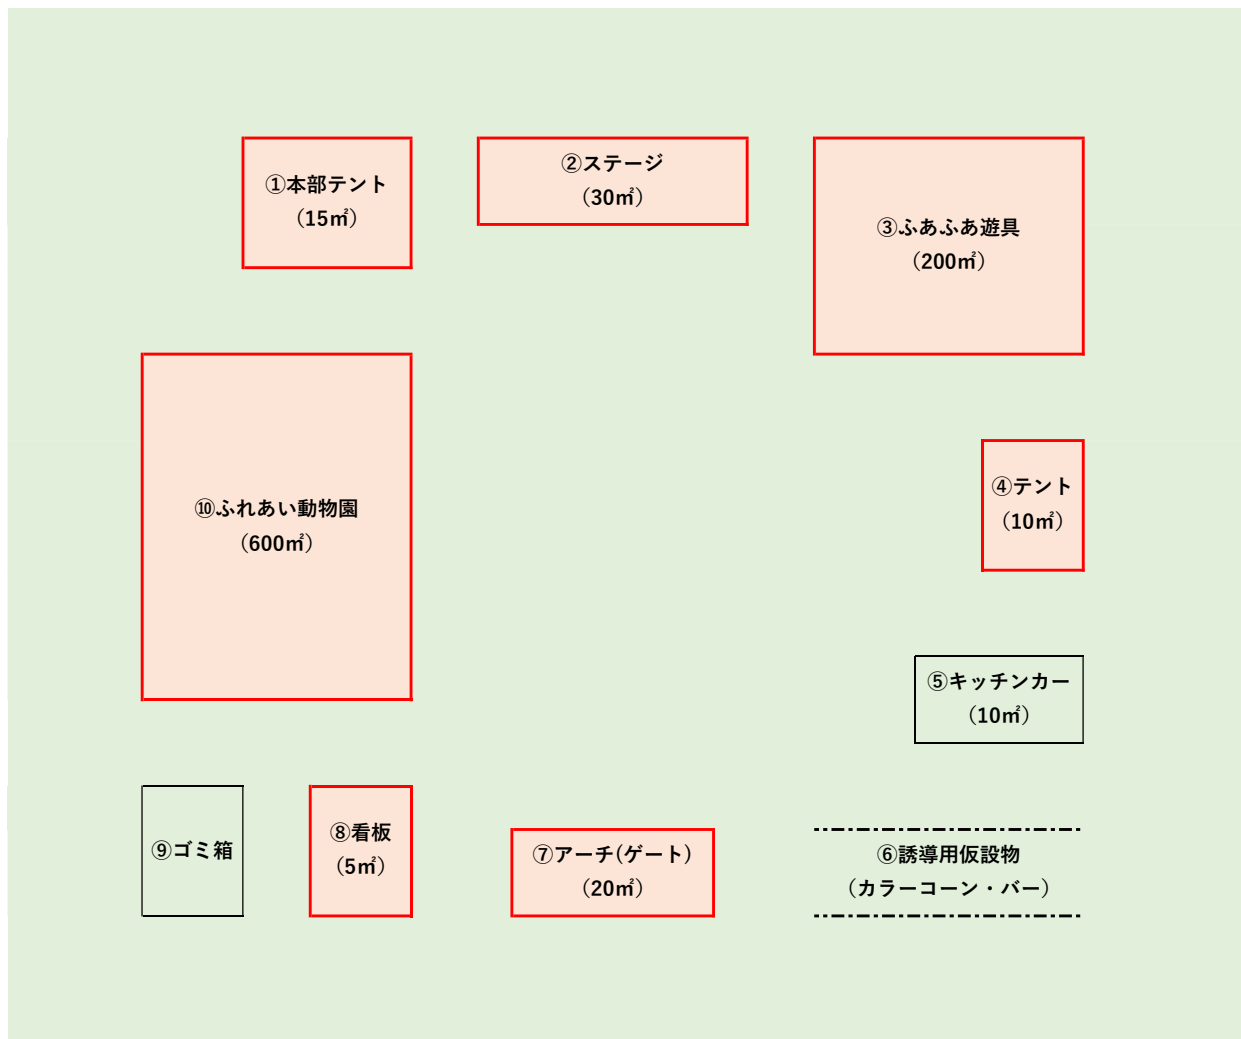 ①本部テント
（15㎡）
②ステージ
（30㎡）
③ふあふあ遊具
（200㎡）
④テント
（10㎡）
⑤キッチンカー
（10㎡）
⑥誘導用仮設物
（カラーコーン・バー）
⑦アーチ(ゲート)
（20㎡）
⑧看板
（5㎡）
⑨ゴミ箱
⑩ふれあい動物園
（600㎡）